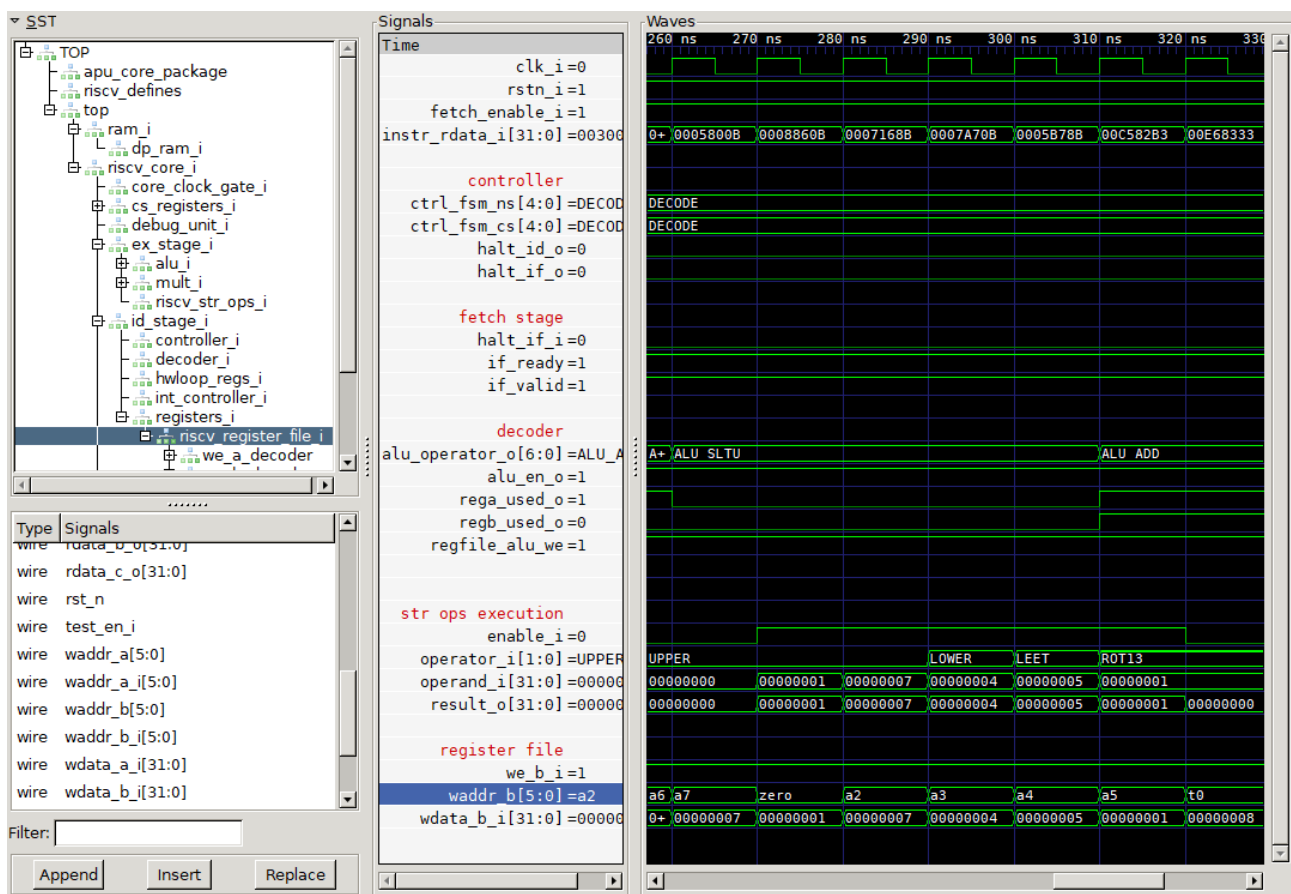 SST
TOP
apu_core_package
riscv_defines
top
ram_i
dp_ram_i
riscv_core_i
core_clock_gate_i
cs_registers_i
debug_unit_i
ex_stage_i
alu_i
mult_i
riscv_str_ops_i
id_stage_i
controller_i
decoder_i
hwloop_regs_i
int_controller_i
registers_i
riscv_register_file_i
we_a_decoder
Type Signals
wire rdata_b_o[31:0]
wire rdata_c_o[31:0]
wire rst_n
wire test_en_i
wire waddr_a[5:0]
wire waddr_a_i[5:0]
wire waddr_b[5:0]
wire waddr_b_i[5:0]
wire wdata_a_i[31:0]
wire wdata_b_i[31:0]
Filter:
Append Insert Replace
Signals
Time
clk_i=0
rstn_i=1
fetch_enable_i=1
instr_rdata_i[31:0]=00300
controller
ctrl_fsm_ns[4:0]=DECOD
ctrl_fsm_cs[4:0]=DECOD
halt_id_o=0
halt_if_o=0
fetch stage
halt_if_i=0
if_ready=1
if_valid=1
decoder
alu_operator_o[6:0]=ALU_A
alu_en_o=1
rega_used_o=1
regb_used_o=0
regfile_alu_we=1
str ops execution
enable_i=0
operator_i[1:0]=UPPER
operand_i[31:0]=00000
result_o[31:0]=00000
register file
we_b_i=1
waddr_b[5:0]=a2
wdata_b_i[31:0]=00000
Waves
260 ns 270 ns 280 ns 290 ns 300 ns 310 ns 320 ns 330
0+ 0005800B 0008860B 0007168B 0007A70B 0005B78B 00C582B3 00E68333
DECODE
DECODE
A+ ALU_SLTU ALU_ADD
UPPER LOWER LEET ROT13
00000000 00000001 00000007 00000004 00000005 00000001
00000000 00000001 00000007 00000004 00000005 00000001 00000000
a6 a7 zero a2 a3 a4 a5 t0
0+ 00000007 00000001 00000007 00000004 00000005 00000001 00000008